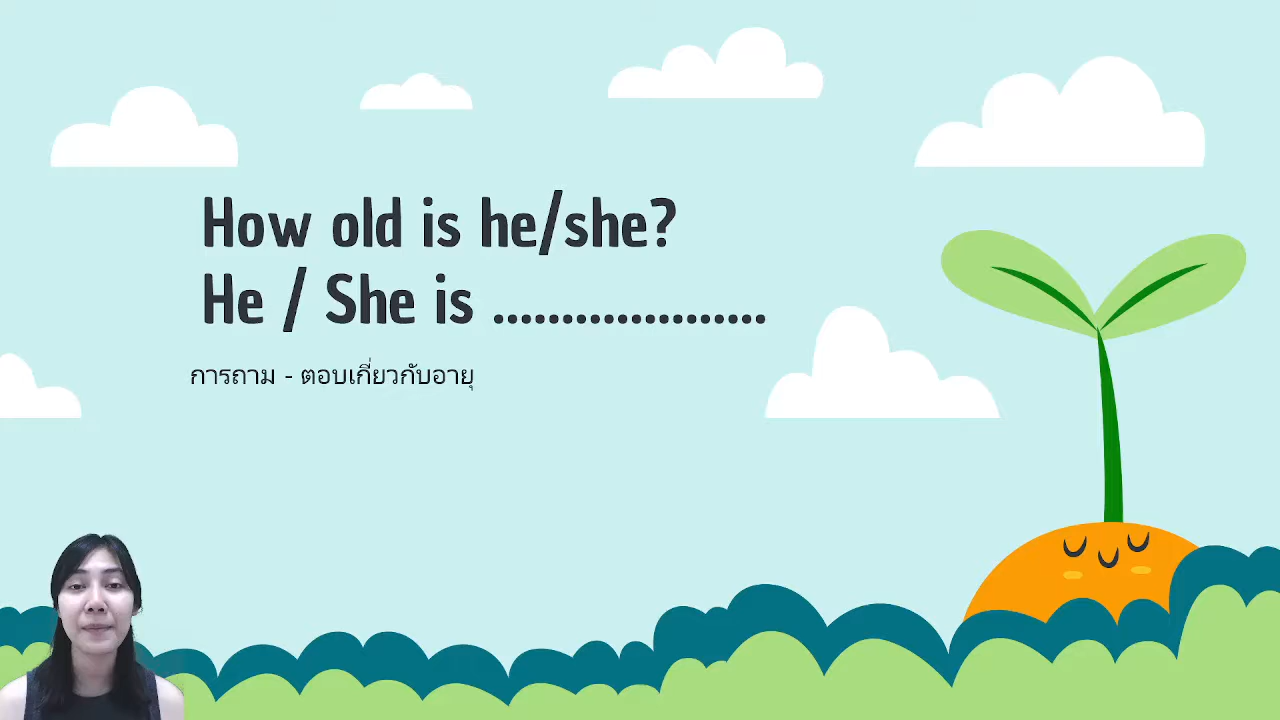 How old is he/she?
He / She is ....................
การถาม - ตอบเกี่ยวกับอายุ